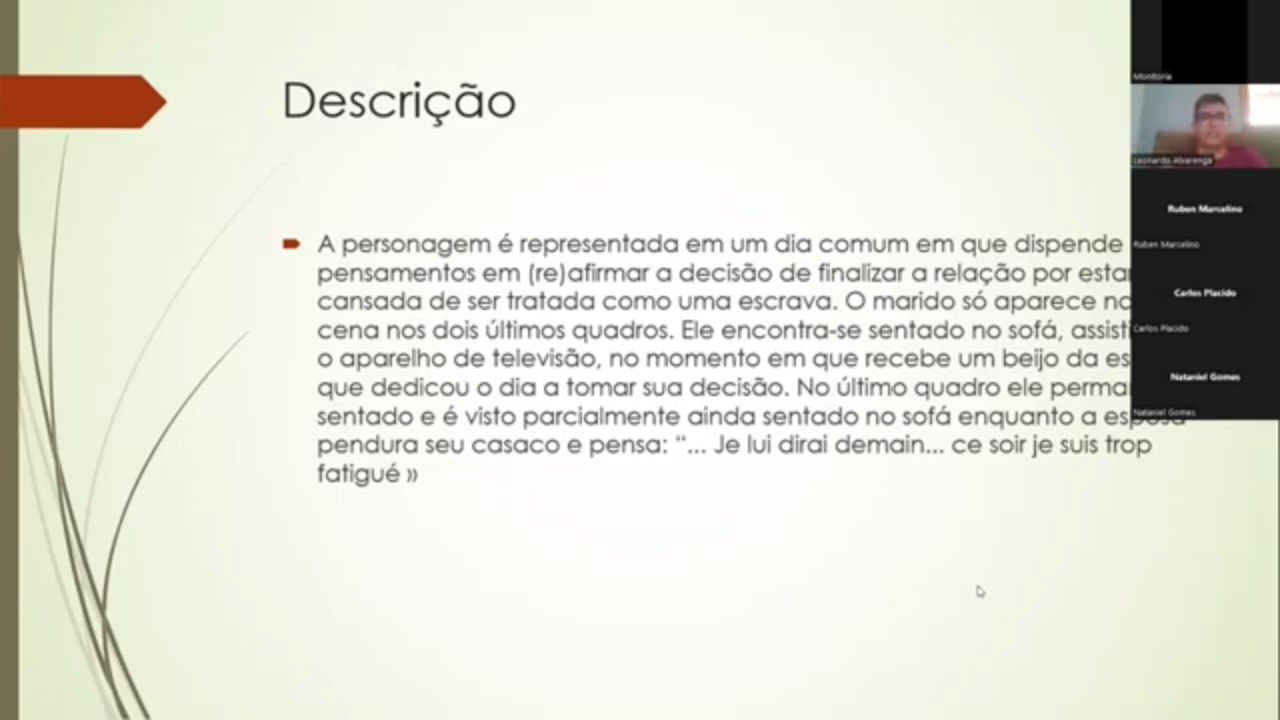 Descrição
A personagem é representada em um dia comum em que dispende
pensamentos em (re)afirmar a decisão de finalizar a relação por
cansada de ser tratada como uma escrava. O marido só aparece
cena nos dois últimos quadros. Ele encontra-se sentado no sofá,
o aparelho de televisão, no momento em que recebe um beijo da
que dedicou o dia a tomar sua decisão. No último quadro ele
sentado e é visto parcialmente ainda sentado no sofá enquanto a esposa
pendura seu casaco e pensa: “... Je lui dirai demain... ce soir je suis trop
fatigué »
Monitoria
Leonardo Alvarenga
Ruben Marcelino
Ruben Marcelino
Carlos Placido
Carlos Placido
Nataniel Gomes
Nataniel Gomes